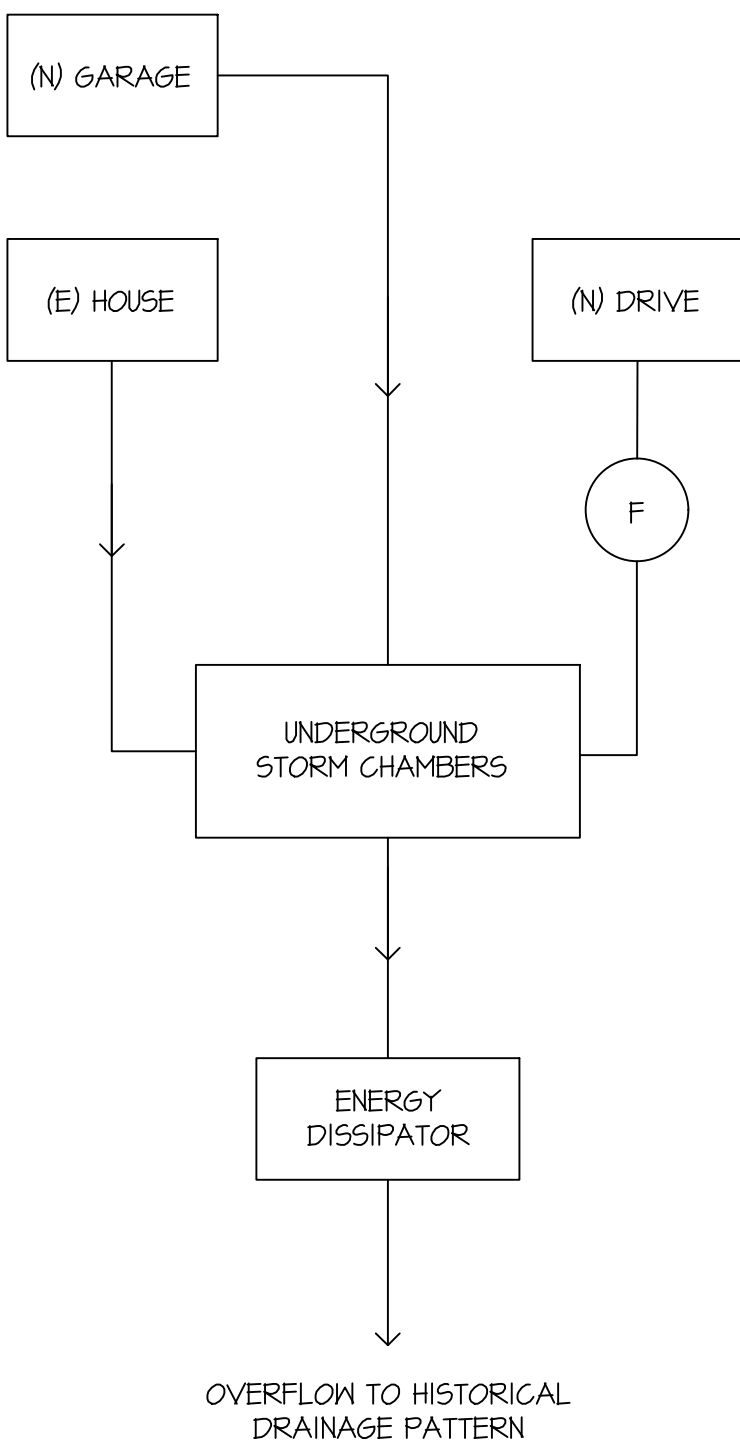 (N) GARAGE
(E) HOUSE
(N) DRIVE
F
UNDERGROUND
STORM CHAMBERS
ENERGY
DISSIPATOR
OVERFLOW TO HISTORICAL
DRAINAGE PATTERN